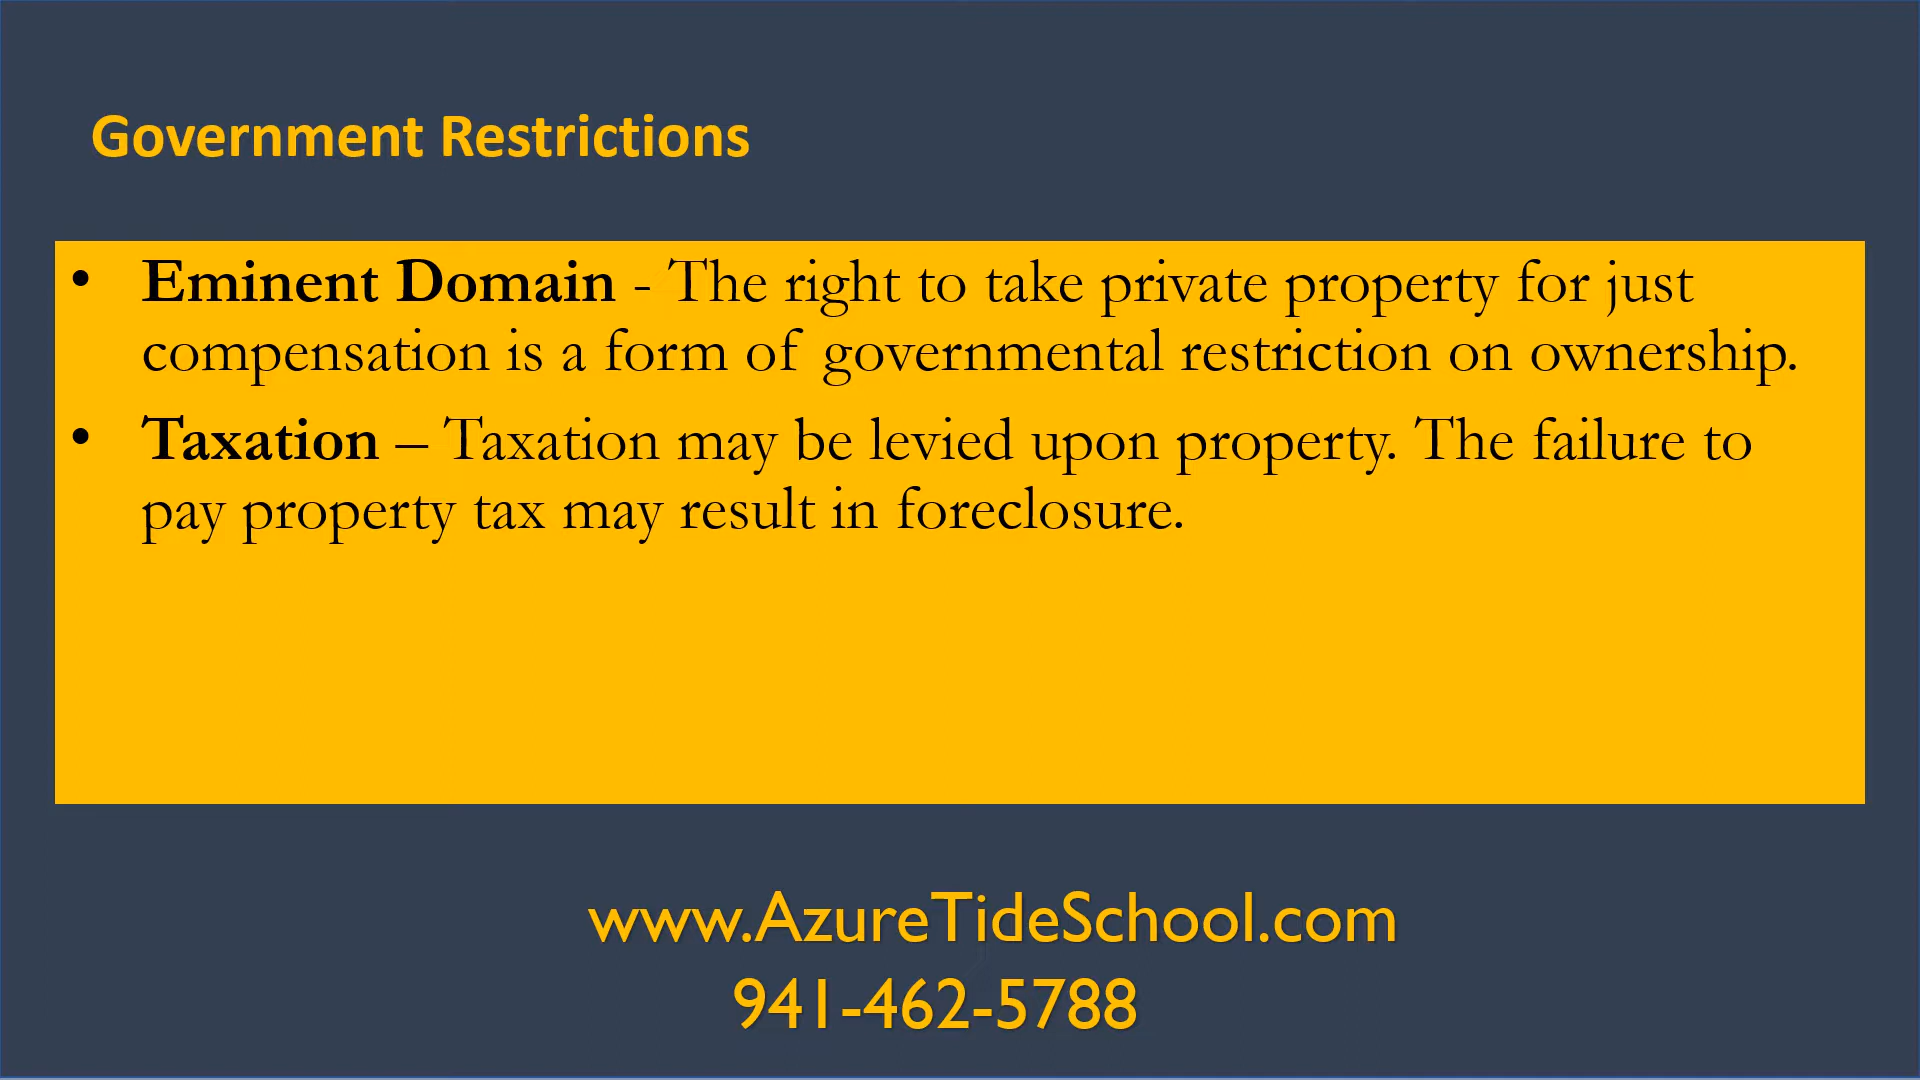 Government Restrictions
• Eminent Domain - The right to take private property for just
compensation is a form of governmental restriction on ownership.
• Taxation – Taxation may be levied upon property. The failure to
pay property tax may result in foreclosure.
www.AzureTideSchool.com
941-462-5788